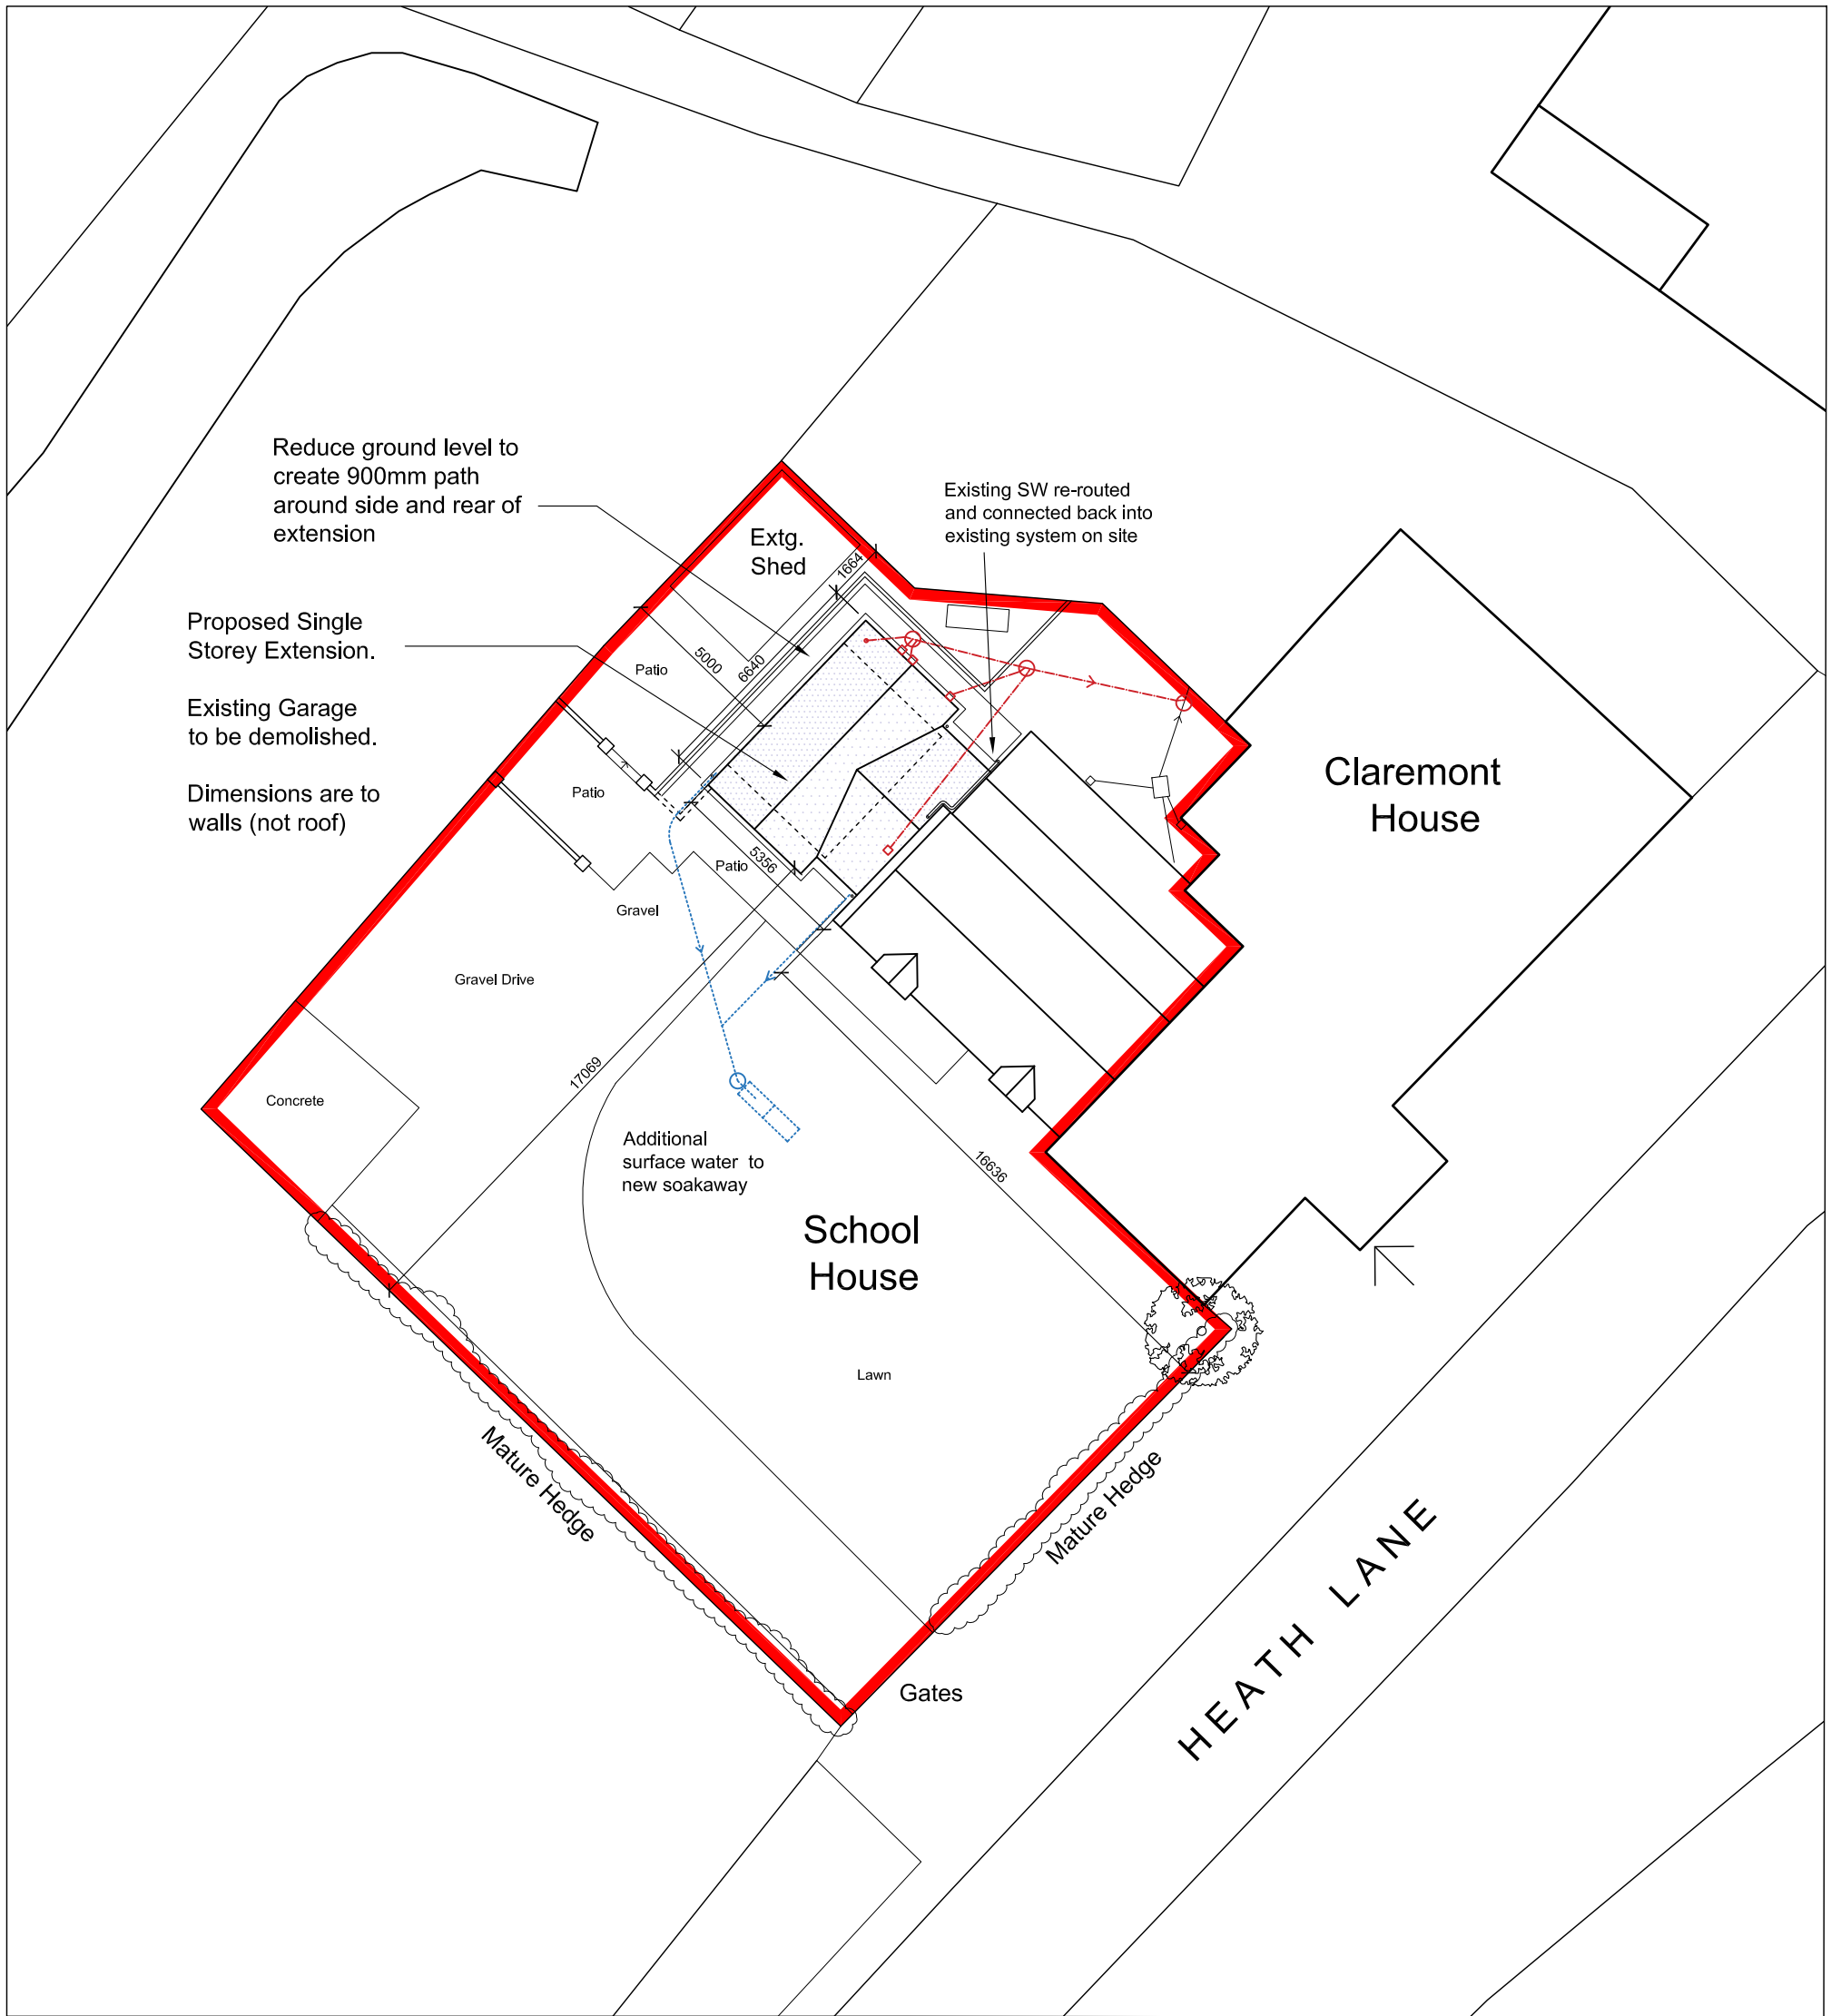 Reduce ground level to
create 900mm path
around side and rear of
extension
Existing SW re-routed
and connected back into
existing system on site
Extg.
Shed
1664
Proposed Single
Storey Extension.
Existing Garage
to be demolished.
Dimensions are to
walls (not roof)
Patio
5000
6640
Patio
Patio
5356
Gravel
Gravel Drive
Claremont
House
17069
Concrete
Additional
surface water to
new soakaway
16636
School
House
Lawn
Mature Hedge
Mature Hedge
Gates
HEATH LANE